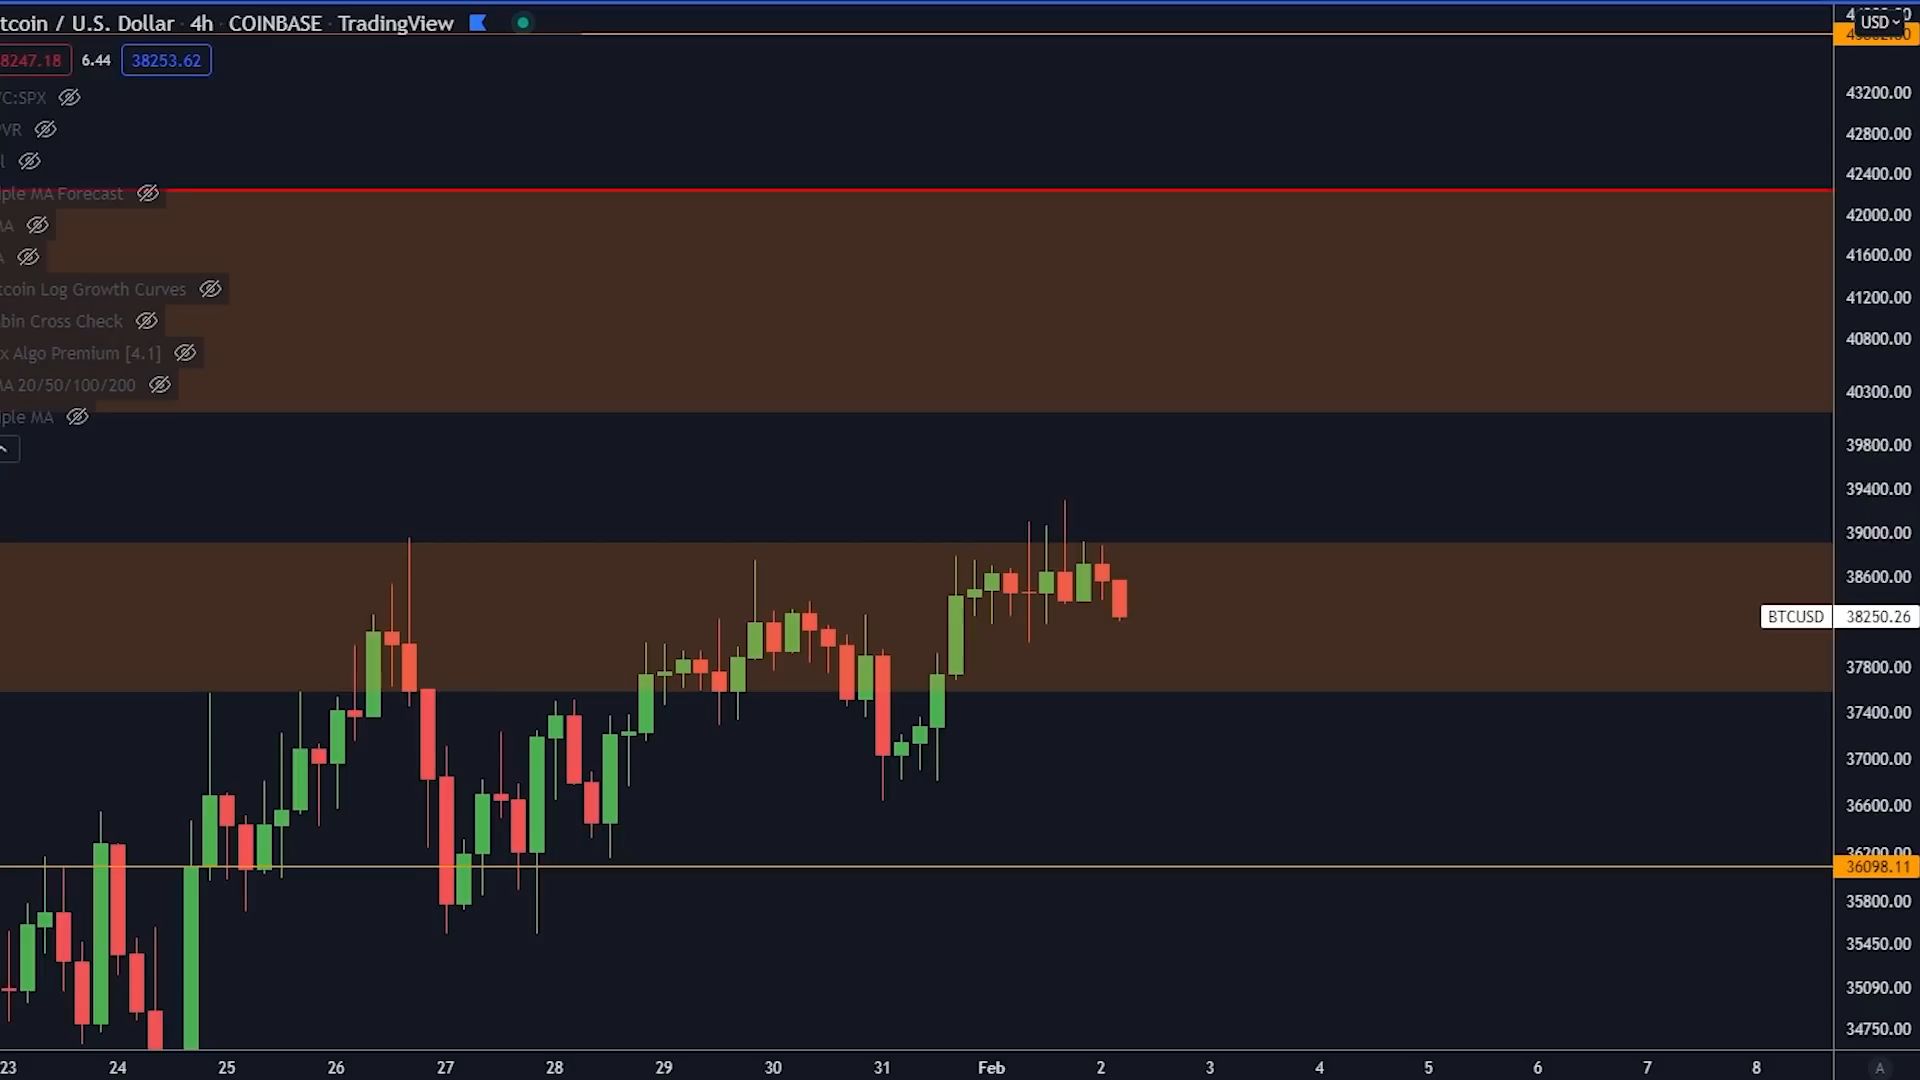 tcoin / U.S. Dollar · 4h · COINBASE · TradingView
8247.18 6.44 38253.62
C:SPX
VR
l
iple MA Forecast
MA
A
tcoin Log Growth Curves
bin Cross Check
x Algo Premium [4.1]
MA 20/50/100/200
iple MA
USD
43200.00
42800.00
42400.00
42000.00
41600.00
41200.00
40800.00
40300.00
39800.00
39400.00
39000.00
38600.00
BTCUSD 38250.26
37800.00
37400.00
37000.00
36600.00
36200.00
36098.11
35800.00
35450.00
35090.00
34750.00
23 24 25 26 27 28 29 30 31 Feb 2 3 4 5 6 7 8 A